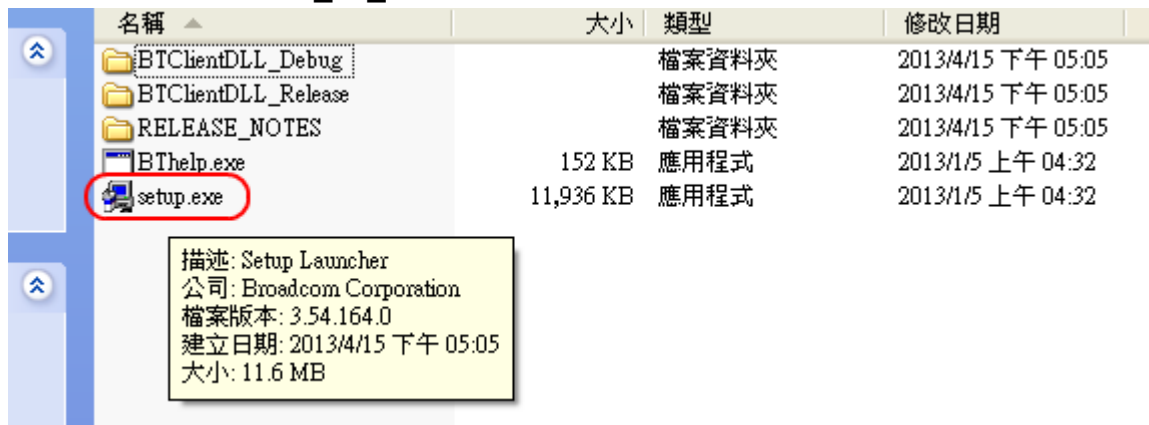 名稱 大小 類型 修改日期
BTClientDLL_Debug 檔案資料夾 2013/4/15 下午 05:05
BTClientDLL_Release 檔案資料夾 2013/4/15 下午 05:05
RELEASE_NOTES 檔案資料夾 2013/4/15 下午 05:05
BThelp.exe 152 KB 應用程式 2013/1/5 上午 04:32
setup.exe 11,936 KB 應用程式 2013/1/5 上午 04:32
描述: Setup Launcher
公司: Broadcom Corporation
檔案版本: 3.54.164.0
建立日期: 2013/4/15 下午 05:05
大小: 11.6 MB